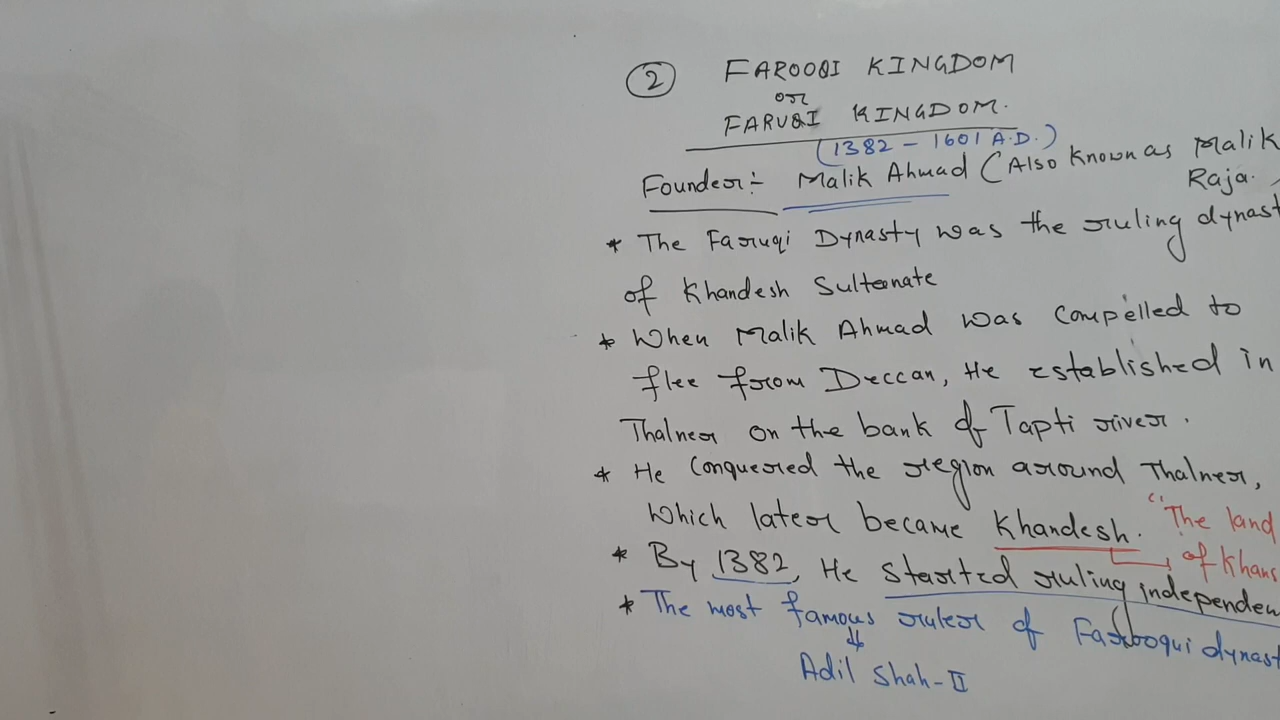 2 FAROOQI KINGDOM
or
FARUQI KINGDOM.
(1382 - 1601 A.D.)
Founder:- Malik Ahmad (Also known as Malik
Raja.
* The Faruqi Dynasty was the ruling dynast
of Khandesh Sultanate
* When Malik Ahmad was compelled to
flee from Deccan, He established in
Thalner on the bank of Tapti river.
* He Conquered the region around Thalner,
which later became Khandesh. "The land
of Khans
* By 1382, He started ruling independen
* The most famous ruler of Farooqui dynast
Adil Shah-II